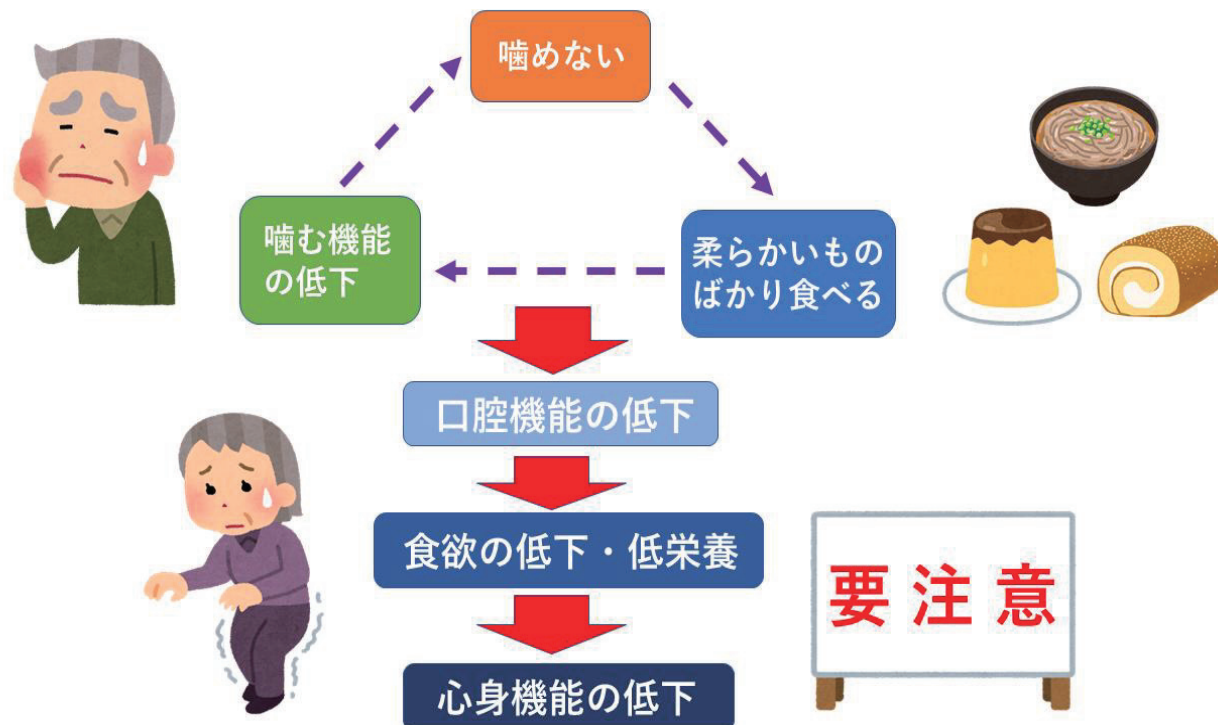 噛めない
噛む機能
の低下
柔らかいもの
ばかり食べる
口腔機能の低下
食欲の低下・低栄養
心身機能の低下
要注意